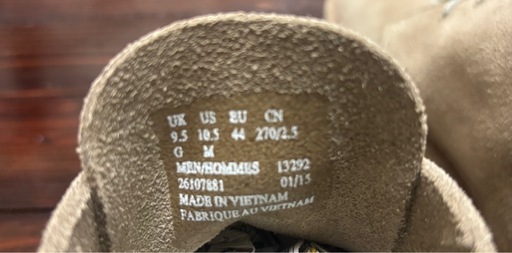 UK US EU CN
9.5 10.5 44 270/2.5
G M
MEN/HOMMES 13292
26107881 01/15
MADE IN VIETNAM
FABRIQUE AU VIETNAM